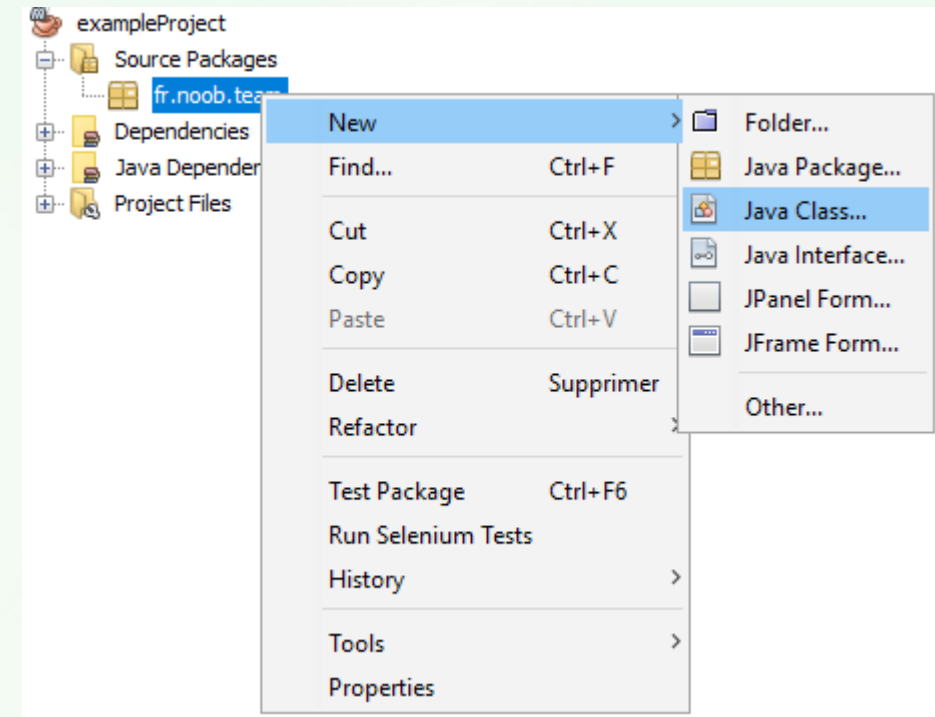 exampleProject
Source Packages
fr.noob.team
Dependencies
Java Depender
Project Files
New
Find... Ctrl+F
Cut Ctrl+X
Copy Ctrl+C
Paste Ctrl+V
Delete Supprimer
Refactor
Test Package Ctrl+F6
Run Selenium Tests
History
Tools
Properties
Folder...
Java Package...
Java Class...
Java Interface...
JPanel Form...
JFrame Form...
Other...